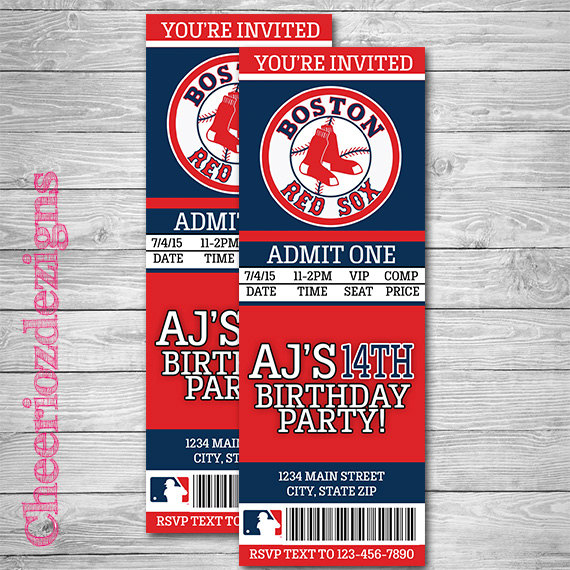 Cheeriozdezigns
YOU'RE INVITED
BOSTON
RED SOX
ADMIT
7/4/15 11-2PM
DATE TIME
AJ'S
BIRTHDAY
PARTY
1234 MAIN
CITY, STATE
RSVP TEXT TO
YOU'RE INVITED
BOSTON
RED SOX
ADMIT ONE
7/4/15 11-2PM VIP COMP
DATE TIME SEAT PRICE
AJ'S 14TH
BIRTHDAY
PARTY!
1234 MAIN STREET
CITY, STATE ZIP
RSVP TEXT TO 123-456-7890